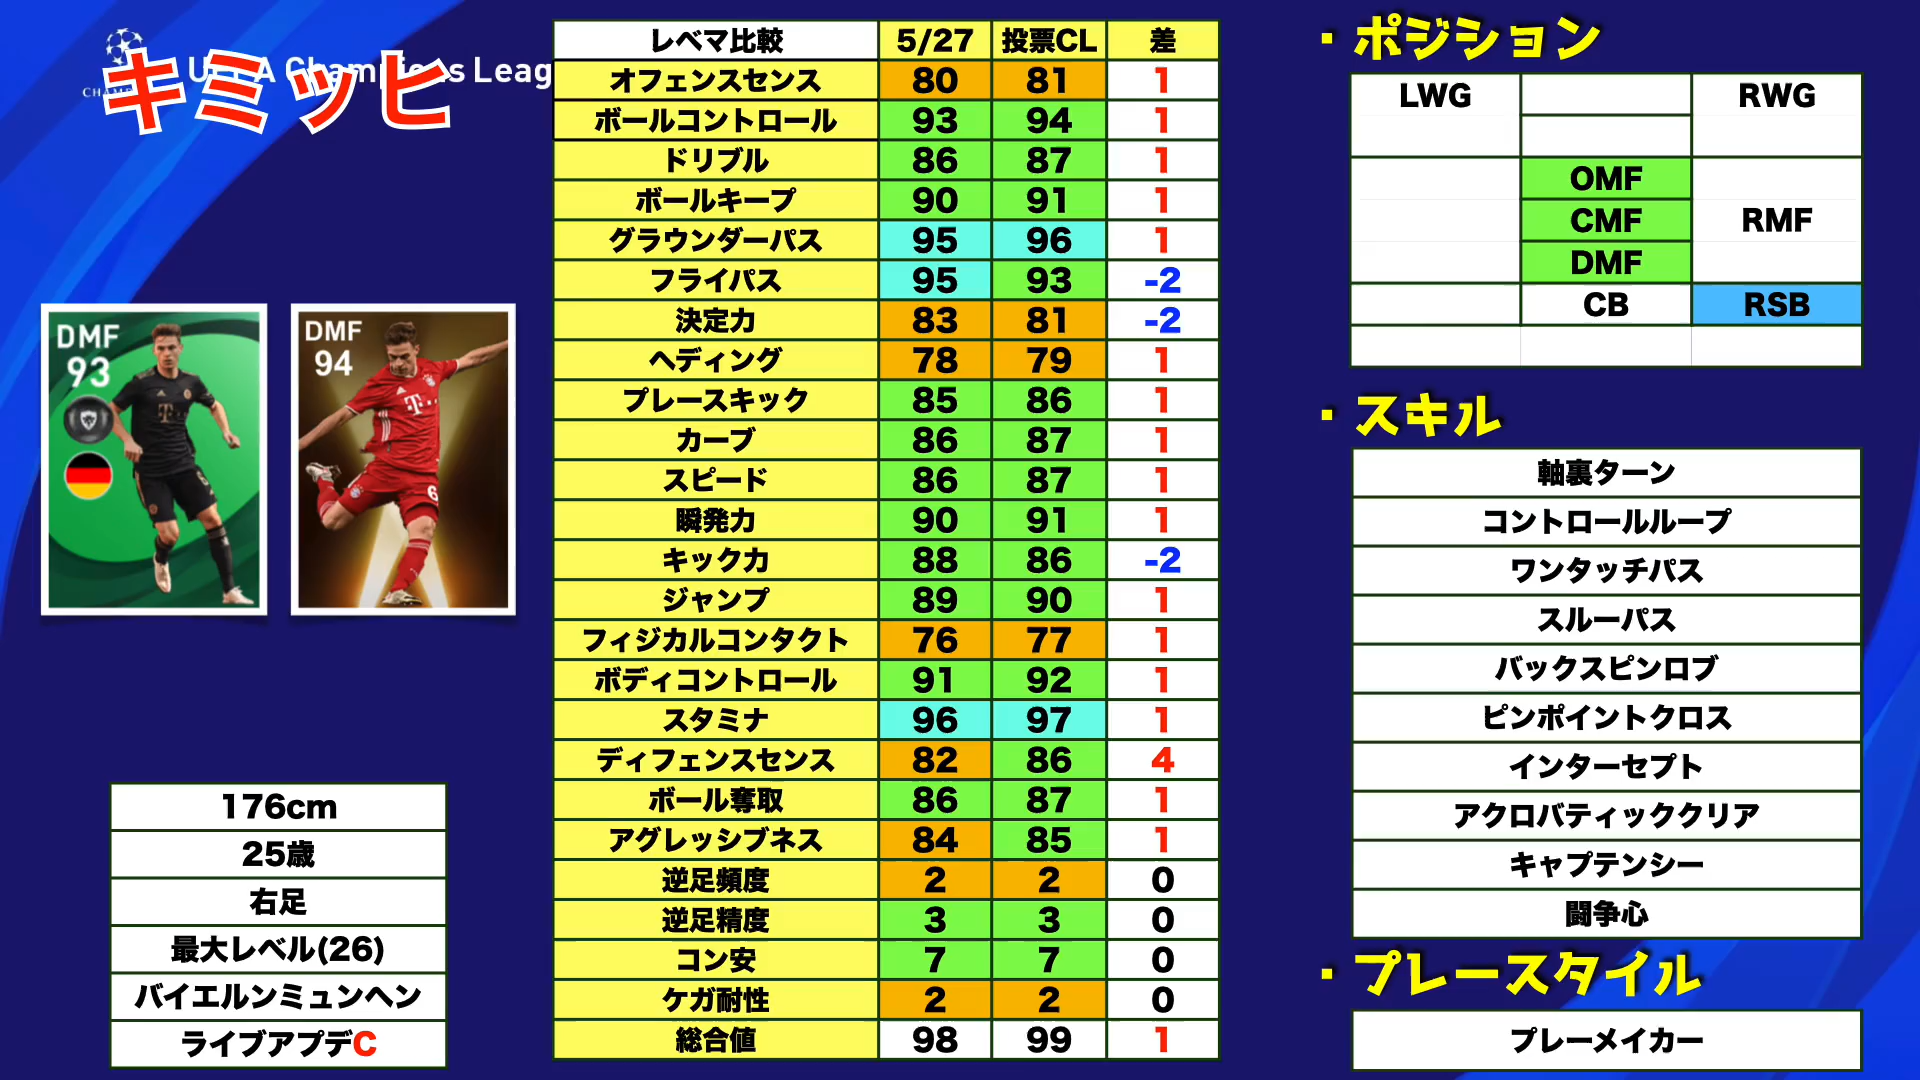 キミッヒ
UEFA Champions Leag
DMF
93
DMF
94
176cm
25歳
右足
最大レベル(26)
バイエルンミュンヘン
ライブアプデC
レベマ比較 5/27 投票CL 差
オフェンスセンス 80 81 1
ボールコントロール 93 94 1
ドリブル 86 87 1
ボールキープ 90 91 1
グラウンダーパス 95 96 1
フライパス 95 93 -2
決定力 83 81 -2
ヘディング 78 79 1
プレースキック 85 86 1
カーブ 86 87 1
スピード 86 87 1
瞬発力 90 91 1
キック力 88 86 -2
ジャンプ 89 90 1
フィジカルコンタクト 76 77 1
ボディコントロール 91 92 1
スタミナ 96 97 1
ディフェンスセンス 82 86 4
ボール奪取 86 87 1
アグレッシブネス 84 85 1
逆足頻度 2 2 0
逆足精度 3 3 0
コン安 7 7 0
ケガ耐性 2 2 0
総合値 98 99 1
・ポジション
LWG RWG
OMF
CMF RMF
DMF
CB RSB
・スキル
軸裏ターン
コントロールループ
ワンタッチパス
スルーパス
バックスピンロブ
ピンポイントクロス
インターセプト
アクロバティッククリア
キャプテンシー
闘争心
・プレースタイル
プレーメイカー